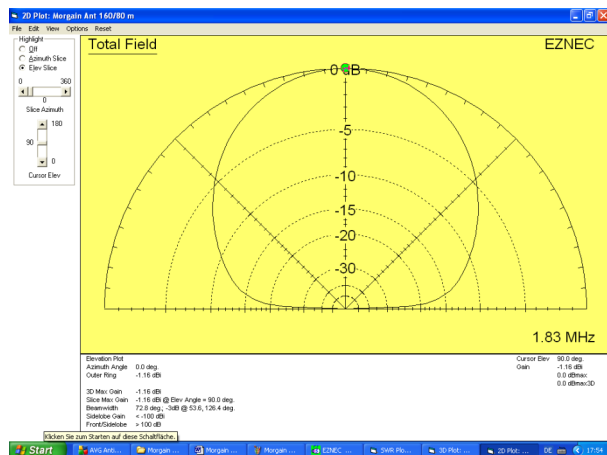 2D Plot: Morgain Ant 160/80 m
File Edit View Options Reset
Highlight
Off
Azimuth Slice
Elev Slice
0 360
0
Slice Azimuth
180
90
0
Cursor Elev
Total Field
EZNEC
0 dB
-5
-10
-15
-20
-30
1.83 MHz
Elevation Plot
Azimuth Angle 0.0 deg.
Outer Ring -1.16 dBi
3D Max Gain -1.16 dBi
Slice Max Gain -1.16 dBi @ Elev Angle = 90.0 deg.
Beamwidth 72.8 deg.; -3dB @ 53.6, 126.4 deg.
Sidelobe Gain < -100 dBi
Front/Sidelobe > 100 dB
Cursor Elev 90.0 deg.
Gain -1.16 dBi
0.0 dBmax
0.0 dBmax3D
Klicken Sie zum Starten auf diese Schaltfläche.
Start AVG Anti... Morgain ... Morgain ... Morgain ... EZNEC ... SWR Plo... 3D Plot: ... 2D Plot: ... DE 17:54